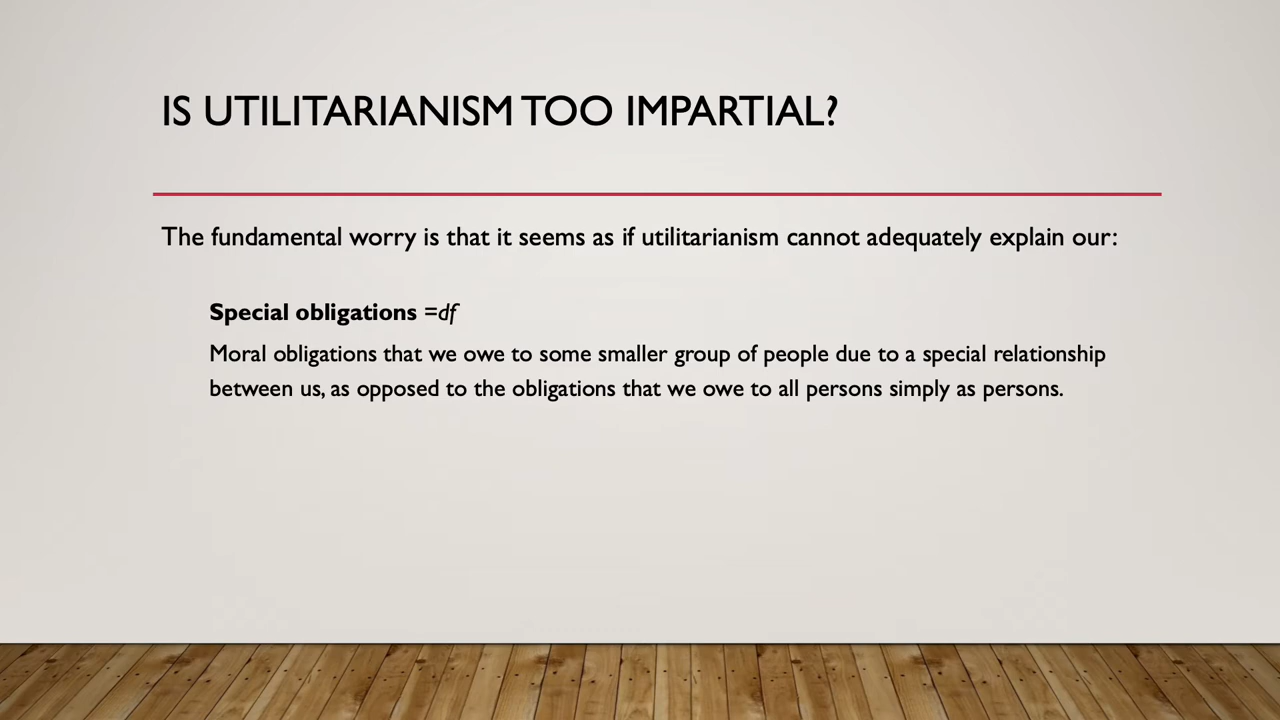 IS UTILITARIANISM TOO IMPARTIAL?
The fundamental worry is that it seems as if utilitarianism cannot adequately explain our:
Special obligations =df
Moral obligations that we owe to some smaller group of people due to a special relationship
between us, as opposed to the obligations that we owe to all persons simply as persons.